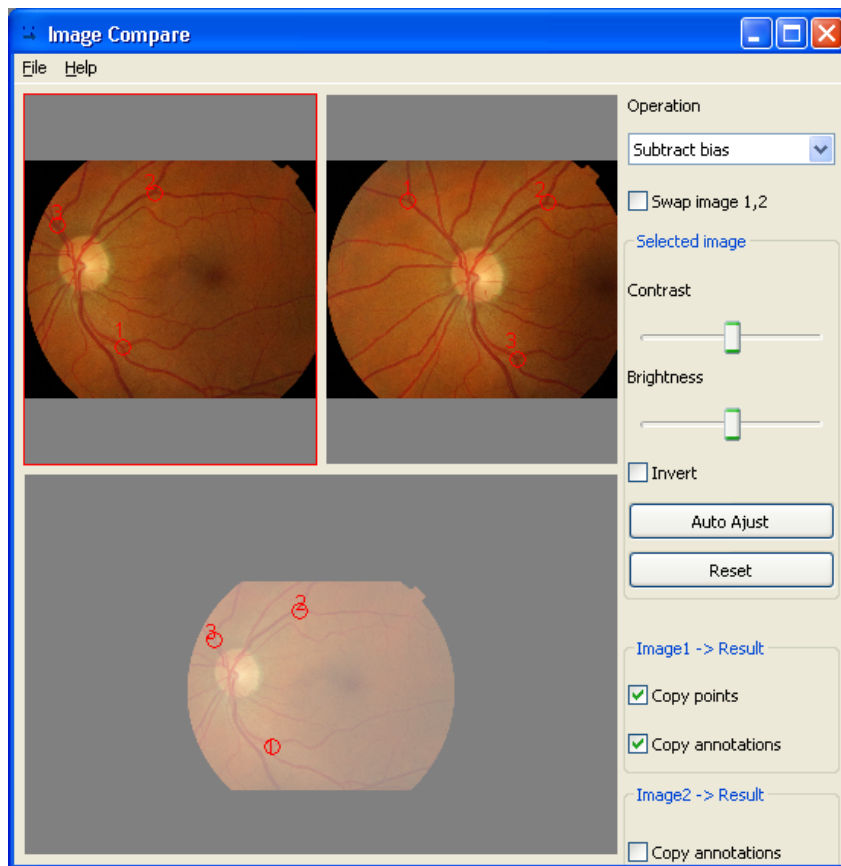 Image Compare
File Help
Operation
Subtract bias
Swap image 1,2
Selected image
Contrast
Brightness
Invert
Auto Ajust
Reset
Image1 -> Result
Copy points
Copy annotations
Image2 -> Result
Copy annotations
2
3
1
1
2
3
2
3
1